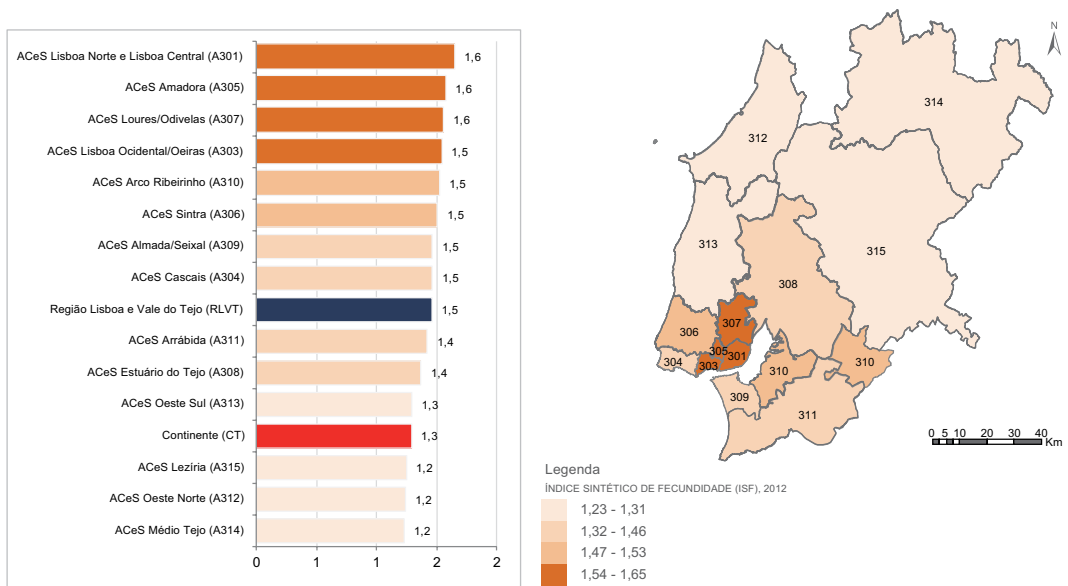 ACeS Lisboa Norte e Lisboa Central (A301) 1,6
ACeS Amadora (A305) 1,6
ACeS Loures/Odivelas (A307) 1,6
ACeS Lisboa Ocidental/Oeiras (A303) 1,5
ACeS Arco Ribeirinho (A310) 1,5
ACeS Sintra (A306) 1,5
ACeS Almada/Seixal (A309) 1,5
ACeS Cascais (A304) 1,5
Região Lisboa e Vale do Tejo (RLVT) 1,5
ACeS Arrábida (A311) 1,4
ACeS Estuário do Tejo (A308) 1,4
ACeS Oeste Sul (A313) 1,3
Continente (CT) 1,3
ACeS Lezíria (A315) 1,2
ACeS Oeste Norte (A312) 1,2
ACeS Médio Tejo (A314) 1,2
0 1 1 2 2
N
314
312
315
313
308
307
306
305
301
304
303
310
310
309
311
0 5 10 20 30 40
Km
Legenda
ÍNDICE SINTÉTICO DE FECUNDIDADE (ISF), 2012
1,23 - 1,31
1,32 - 1,46
1,47 - 1,53
1,54 - 1,65